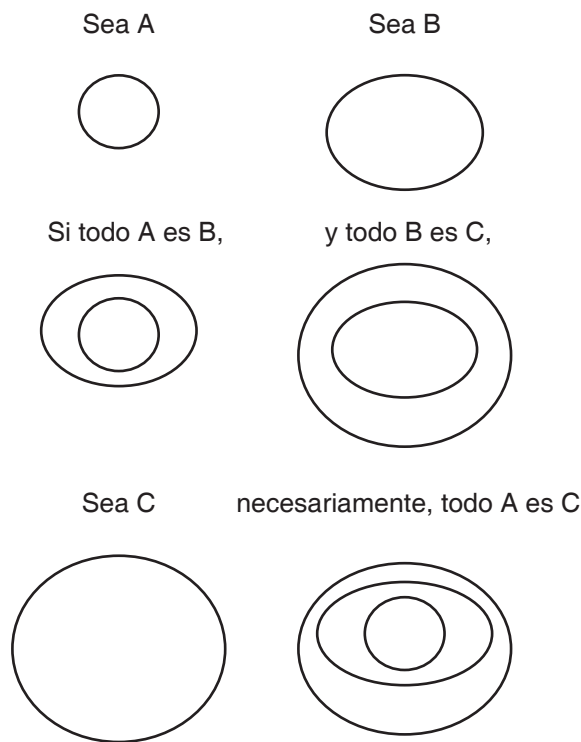 Sea A
Sea B
Si todo A es B,
y todo B es C,
Sea C
necesariamente, todo A es C